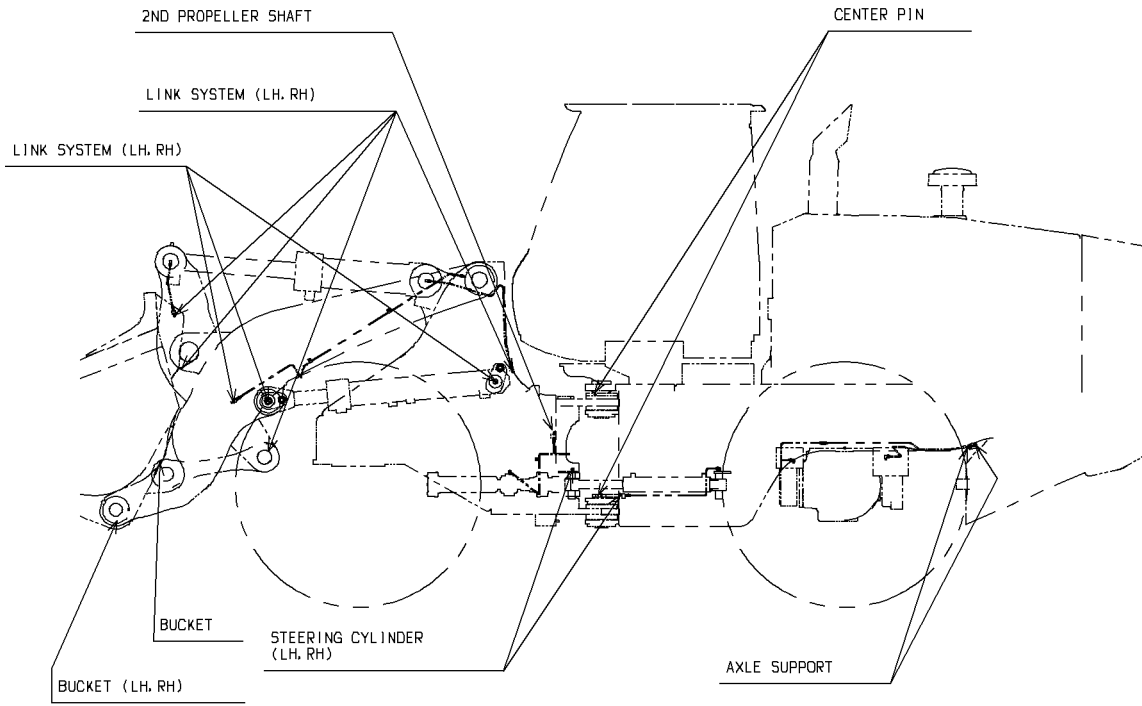 2ND PROPELLER SHAFT
CENTER PIN
LINK SYSTEM (LH.RH)
LINK SYSTEM (LH.RH)
BUCKET
STEERING CYLINDER
(LH.RH)
AXLE SUPPORT
BUCKET (LH.RH)